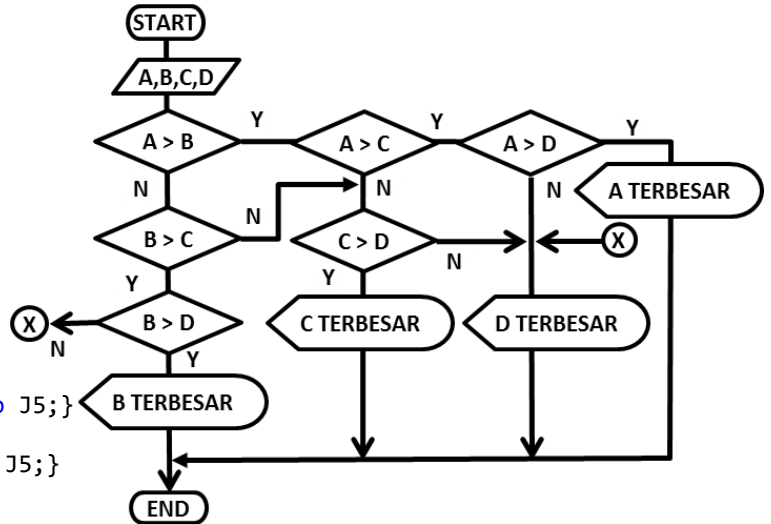 START
A,B,C,D
A > B
Y
A > C
Y
A > D
Y
N
N
N
A TERBESAR
B > C
N
C > D
N
X
Y
Y
X
N
B > D
C TERBESAR
D TERBESAR
Y
J5;}
B TERBESAR
J5;}
END